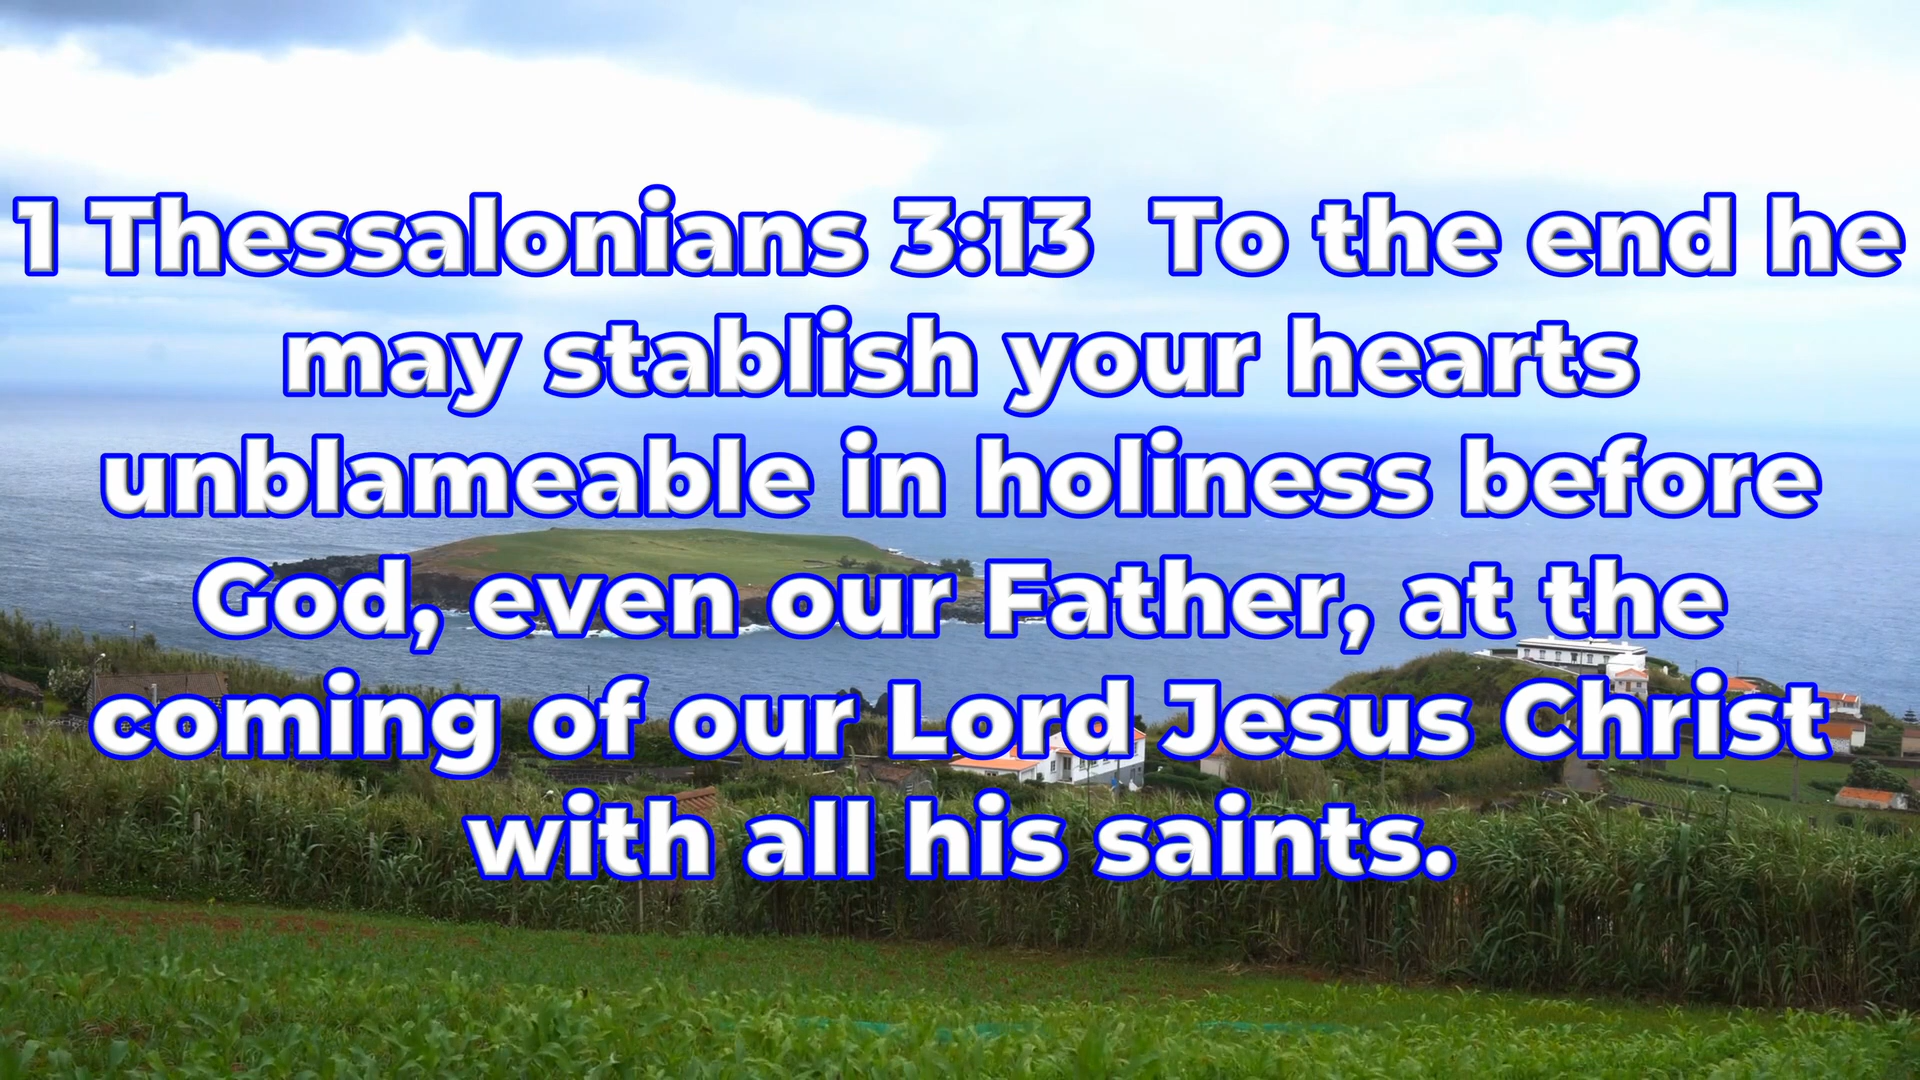 1 Thessalonians 3:13  To the end he
may stablish your hearts
unblameable in holiness before
God, even our Father, at the
coming of our Lord Jesus Christ
with all his saints.